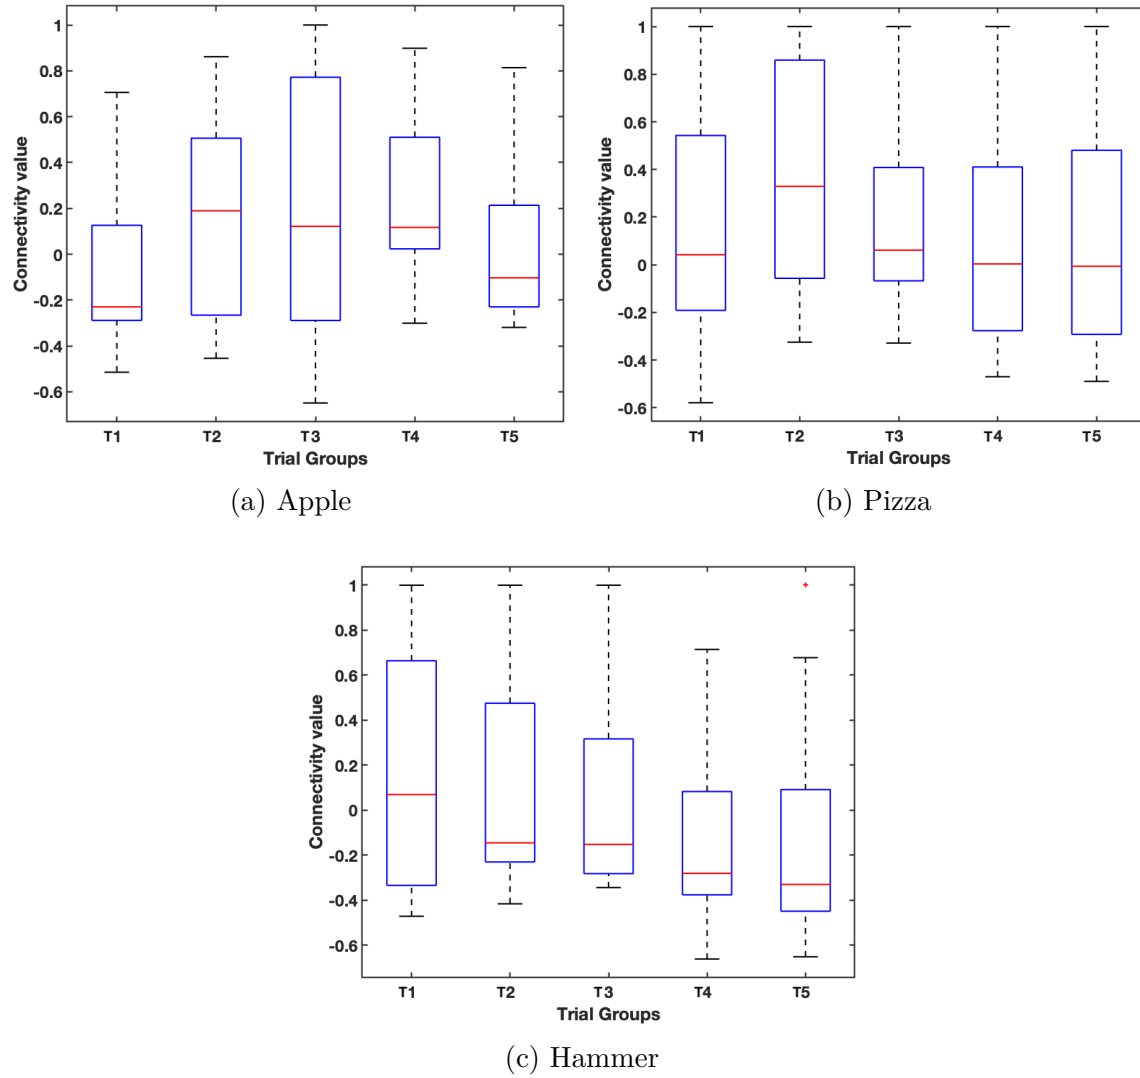 1
0.8
0.6
0.4
0.2
0
-0.2
-0.4
-0.6
Connectivity value
T1 T2 T3 T4 T5
Trial Groups
(a) Apple
1
0.8
0.6
0.4
0.2
0
-0.2
-0.4
-0.6
Connectivity value
T1 T2 T3 T4 T5
Trial Groups
(b) Pizza
1
0.8
0.6
0.4
0.2
0
-0.2
-0.4
-0.6
Connectivity value
T1 T2 T3 T4 T5
Trial Groups
(c) Hammer